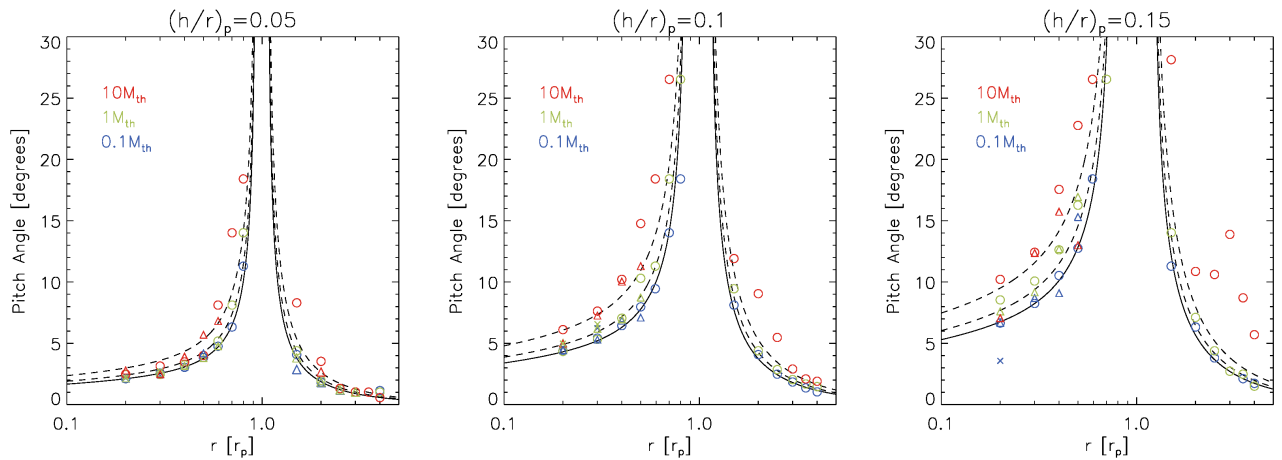 (h/r)p=0.05
30
25
20
15
10
5
0
Pitch Angle [degrees]
10Mth
1Mth
0.1Mth
0.1 1.0
r [rp]
(h/r)p=0.1
30
25
20
15
10
5
0
Pitch Angle [degrees]
10Mth
1Mth
0.1Mth
0.1 1.0
r [rp]
(h/r)p=0.15
30
25
20
15
10
5
0
Pitch Angle [degrees]
10Mth
1Mth
0.1Mth
0.1 1.0
r [rp]